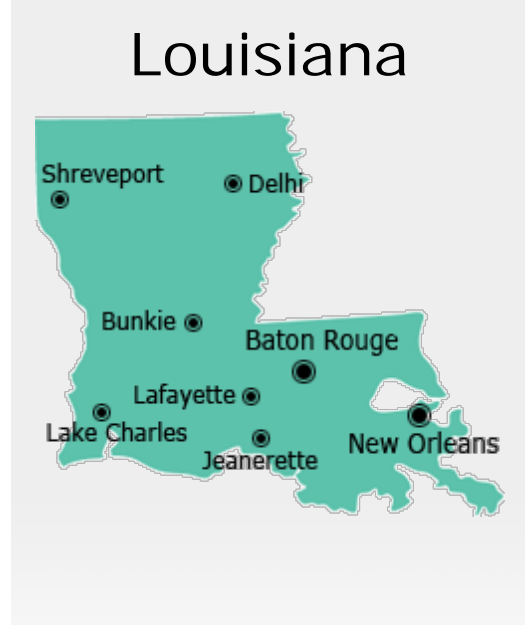 Louisiana
Shreveport
Delhi
Bunkie
Baton Rouge
Lafayette
Lake Charles
New Orleans
Jeanerette